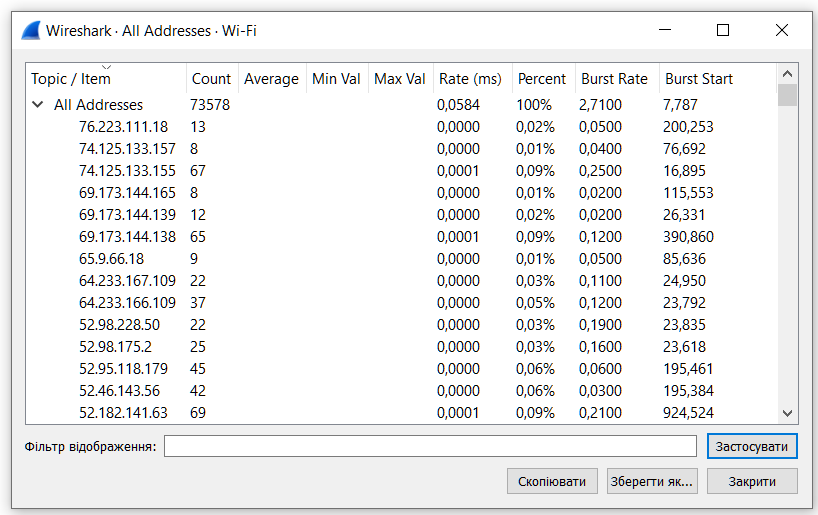 Wireshark · All Addresses · Wi-Fi
Topic / Item Count Average Min Val Max Val Rate (ms) Percent Burst Rate Burst Start
All Addresses 73578 0,0584 100% 2,7100 7,787
76.223.111.18 13 0,0000 0,02% 0,0500 200,253
74.125.133.157 8 0,0000 0,01% 0,0400 76,692
74.125.133.155 67 0,0001 0,09% 0,2500 16,895
69.173.144.165 8 0,0000 0,01% 0,0200 115,553
69.173.144.139 12 0,0000 0,02% 0,0200 26,331
69.173.144.138 65 0,0001 0,09% 0,1200 390,860
65.9.66.18 9 0,0000 0,01% 0,0500 85,636
64.233.167.109 22 0,0000 0,03% 0,1100 24,950
64.233.166.109 37 0,0000 0,05% 0,1200 23,792
52.98.228.50 22 0,0000 0,03% 0,1900 23,835
52.98.175.2 25 0,0000 0,03% 0,1600 23,618
52.95.118.179 45 0,0000 0,06% 0,0600 195,461
52.46.143.56 42 0,0000 0,06% 0,0300 195,384
52.182.141.63 69 0,0001 0,09% 0,2100 924,524
Фільтр відображення: Застосувати
Скопіювати Зберегти як... Закрити